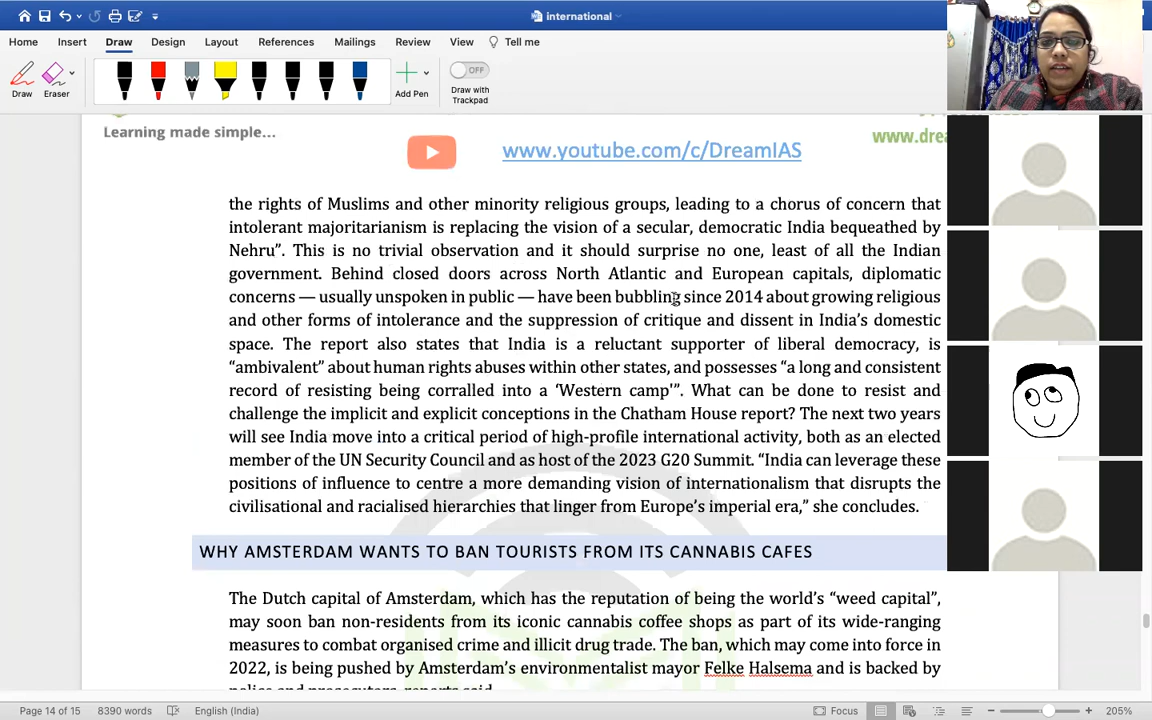 international
Home Insert Draw Design Layout References Mailings Review View Tell me
Draw Eraser Add Pen OFF Draw with Trackpad
Learning made simple...
www.youtube.com/c/DreamIAS
www.drea
the rights of Muslims and other minority religious groups, leading to a chorus of concern that
intolerant majoritarianism is replacing the vision of a secular, democratic India bequeathed by
Nehru”. This is no trivial observation and it should surprise no one, least of all the Indian
government. Behind closed doors across North Atlantic and European capitals, diplomatic
concerns — usually unspoken in public — have been bubbling since 2014 about growing religious
and other forms of intolerance and the suppression of critique and dissent in India’s domestic
space. The report also states that India is a reluctant supporter of liberal democracy, is
“ambivalent” about human rights abuses within other states, and possesses “a long and consistent
record of resisting being corralled into a ‘Western camp’”. What can be done to resist and
challenge the implicit and explicit conceptions in the Chatham House report? The next two years
will see India move into a critical period of high-profile international activity, both as an elected
member of the UN Security Council and as host of the 2023 G20 Summit. “India can leverage these
positions of influence to centre a more demanding vision of internationalism that disrupts the
civilisational and racialised hierarchies that linger from Europe’s imperial era,” she concludes.
WHY AMSTERDAM WANTS TO BAN TOURISTS FROM ITS CANNABIS CAFES
The Dutch capital of Amsterdam, which has the reputation of being the world’s “weed capital”,
may soon ban non-residents from its iconic cannabis coffee shops as part of its wide-ranging
measures to combat organised crime and illicit drug trade. The ban, which may come into force in
2022, is being pushed by Amsterdam’s environmentalist mayor Felke Halsema and is backed by
police and prosecutors, reports said.
Page 14 of 15 8390 words English (India) Focus 205%